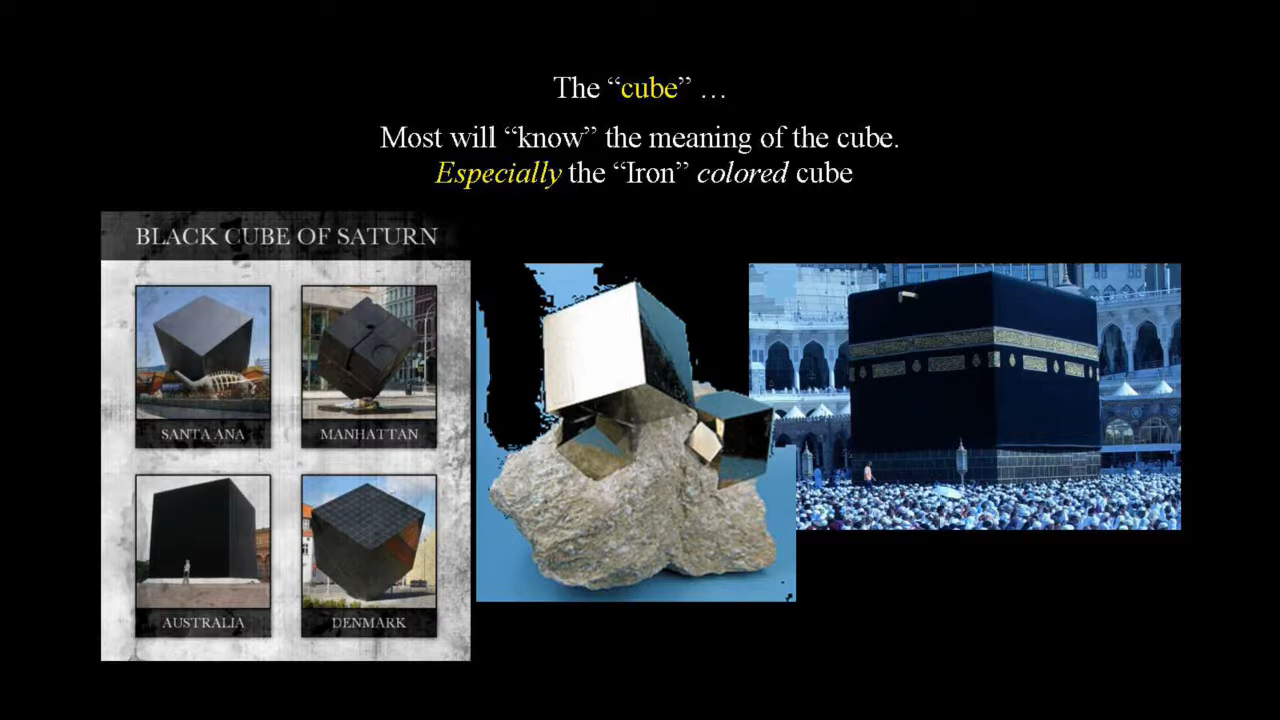 The “cube” …
Most will “know” the meaning of the cube.
Especially the “Iron” colored cube
BLACK CUBE OF SATURN
SANTA ANA
MANHATTAN
AUSTRALIA
DENMARK